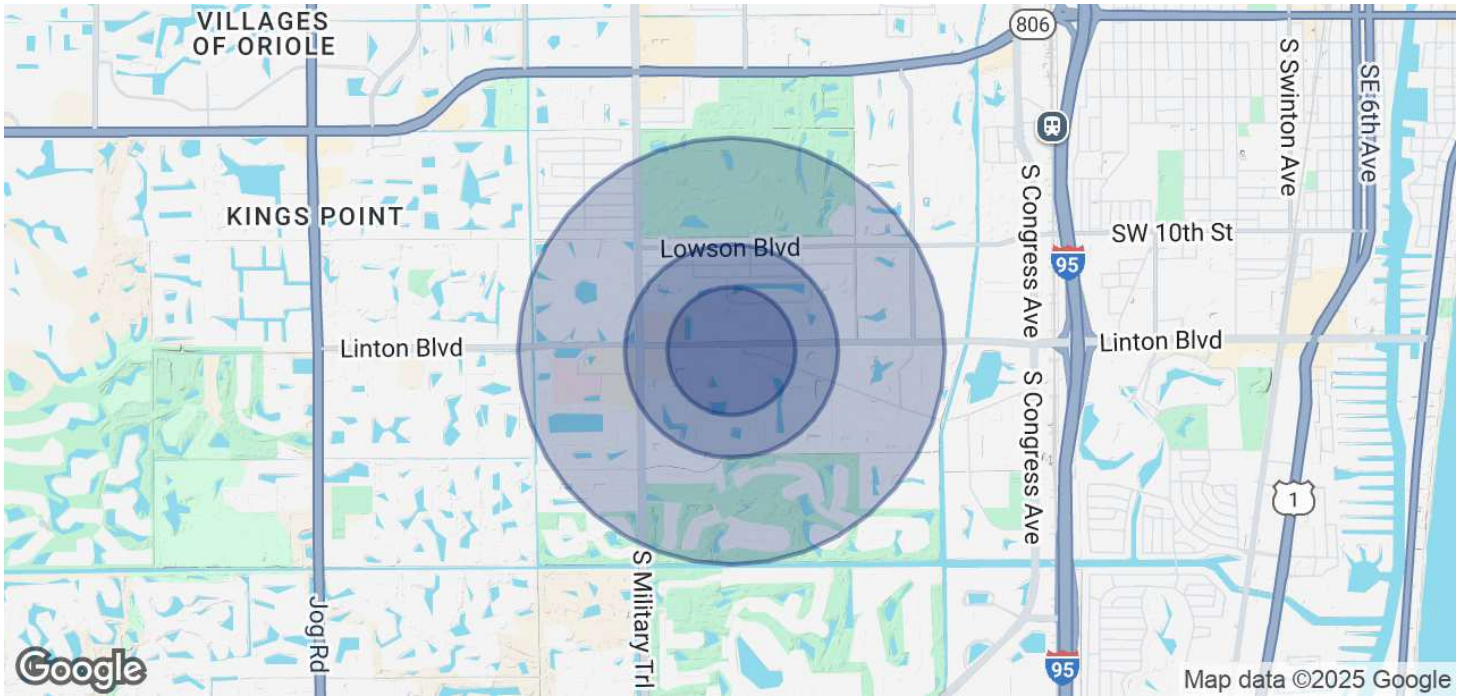 VILLAGES
OF ORIOLE
806
S Swinton Ave
SE 6th Ave
KINGS POINT
S Congress Ave
SW 10th St
Lowson Blvd
95
Linton Blvd
Linton Blvd
S Congress Ave
1
S Military Trl
Jog Rd
95
Google
Map data ©2025 Google